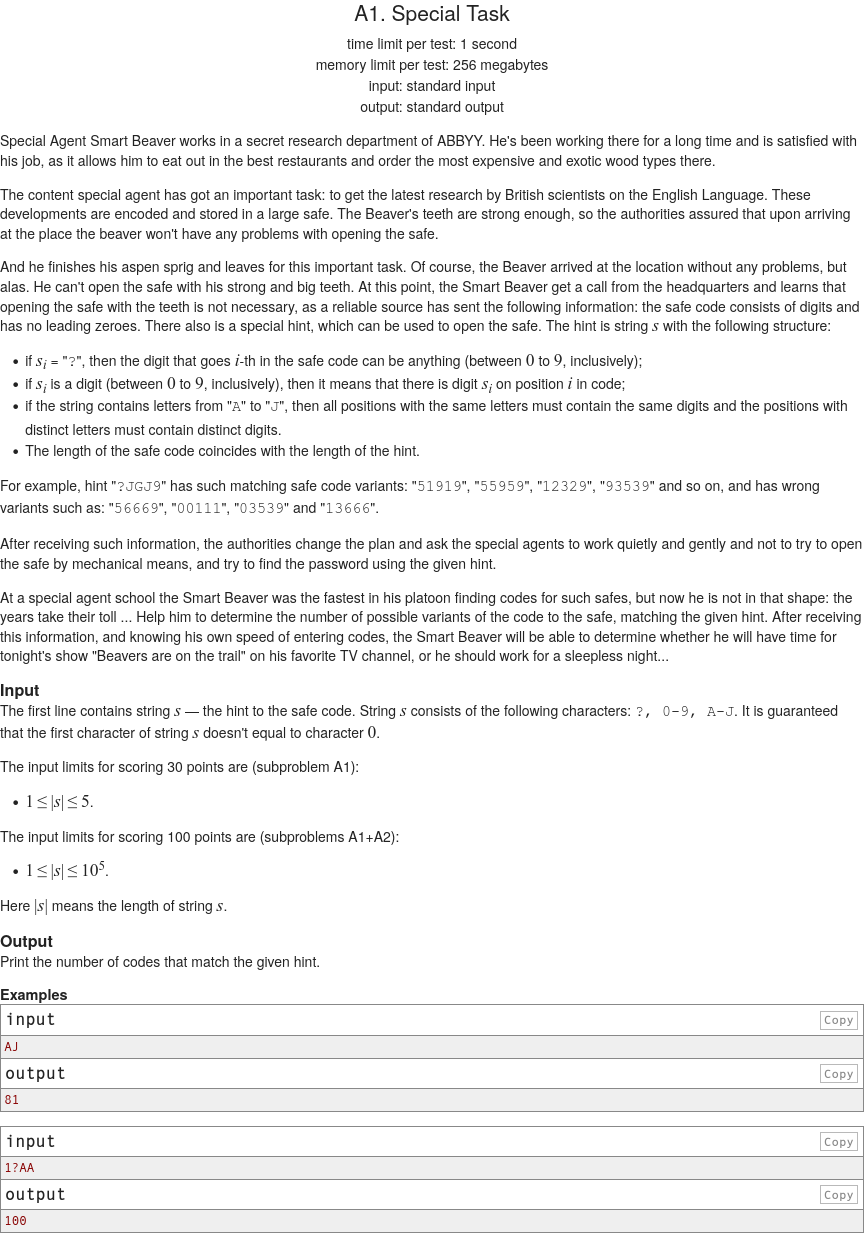 A1. Special Task
time limit per test: 1 second
memory limit per test: 256 megabytes
input: standard input
output: standard output
Special Agent Smart Beaver works in a secret research department of ABBYY. He's been working there for a long time and is satisfied with
his job, as it allows him to eat out in the best restaurants and order the most expensive and exotic wood types there.
The content special agent has got an important task: to get the latest research by British scientists on the English Language. These
developments are encoded and stored in a large safe. The Beaver's teeth are strong enough, so the authorities assured that upon arriving
at the place the beaver won't have any problems with opening the safe.
And he finishes his aspen sprig and leaves for this important task. Of course, the Beaver arrived at the location without any problems, but
alas. He can't open the safe with his strong and big teeth. At this point, the Smart Beaver get a call from the headquarters and learns that
opening the safe with the teeth is not necessary, as a reliable source has sent the following information: the safe code consists of digits and
has no leading zeroes. There also is a special hint, which can be used to open the safe. The hint is string s with the following structure:
• if s_i = "?", then the digit that goes i-th in the safe code can be anything (between 0 to 9, inclusively);
• if s_i is a digit (between 0 to 9, inclusively), then it means that there is digit s_i on position i in code;
• if the string contains letters from "A" to "J", then all positions with the same letters must contain the same digits and the positions with
distinct letters must contain distinct digits.
• The length of the safe code coincides with the length of the hint.
For example, hint "?JGJ9" has such matching safe code variants: "51919", "55959", "12329", "93539" and so on, and has wrong
variants such as: "56669", "00111", "03539" and "13666".
After receiving such information, the authorities change the plan and ask the special agents to work quietly and gently and not to try to open
the safe by mechanical means, and try to find the password using the given hint.
At a special agent school the Smart Beaver was the fastest in his platoon finding codes for such safes, but now he is not in that shape: the
years take their toll ... Help him to determine the number of possible variants of the code to the safe, matching the given hint. After receiving
this information, and knowing his own speed of entering codes, the Smart Beaver will be able to determine whether he will have time for
tonight's show "Beavers are on the trail" on his favorite TV channel, or he should work for a sleepless night...
Input
The first line contains string s — the hint to the safe code. String s consists of the following characters: ?, 0-9, A-J. It is guaranteed
that the first character of string s doesn't equal to character 0.
The input limits for scoring 30 points are (subproblem A1):
• 1 ≤ |s| ≤ 5.
The input limits for scoring 100 points are (subproblems A1+A2):
• 1 ≤ |s| ≤ 10^5.
Here |s| means the length of string s.
Output
Print the number of codes that match the given hint.
Examples
input Copy
AJ
output Copy
81
input Copy
1?AA
output Copy
100